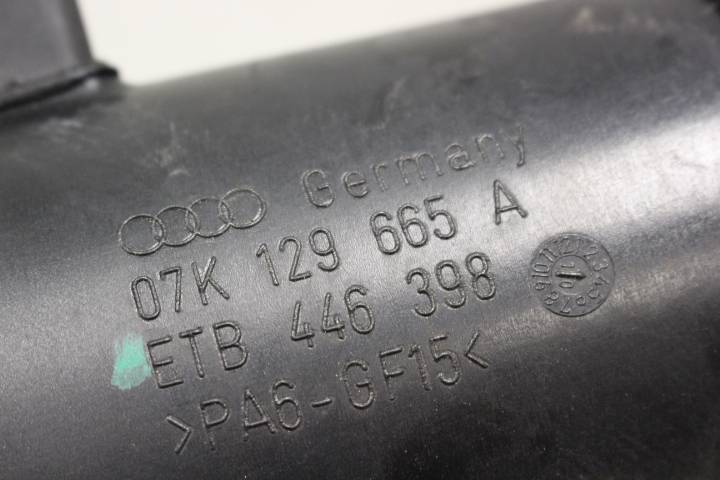 Germany
07K 129 665 A
ETB 446 398
>PA6-GF15<